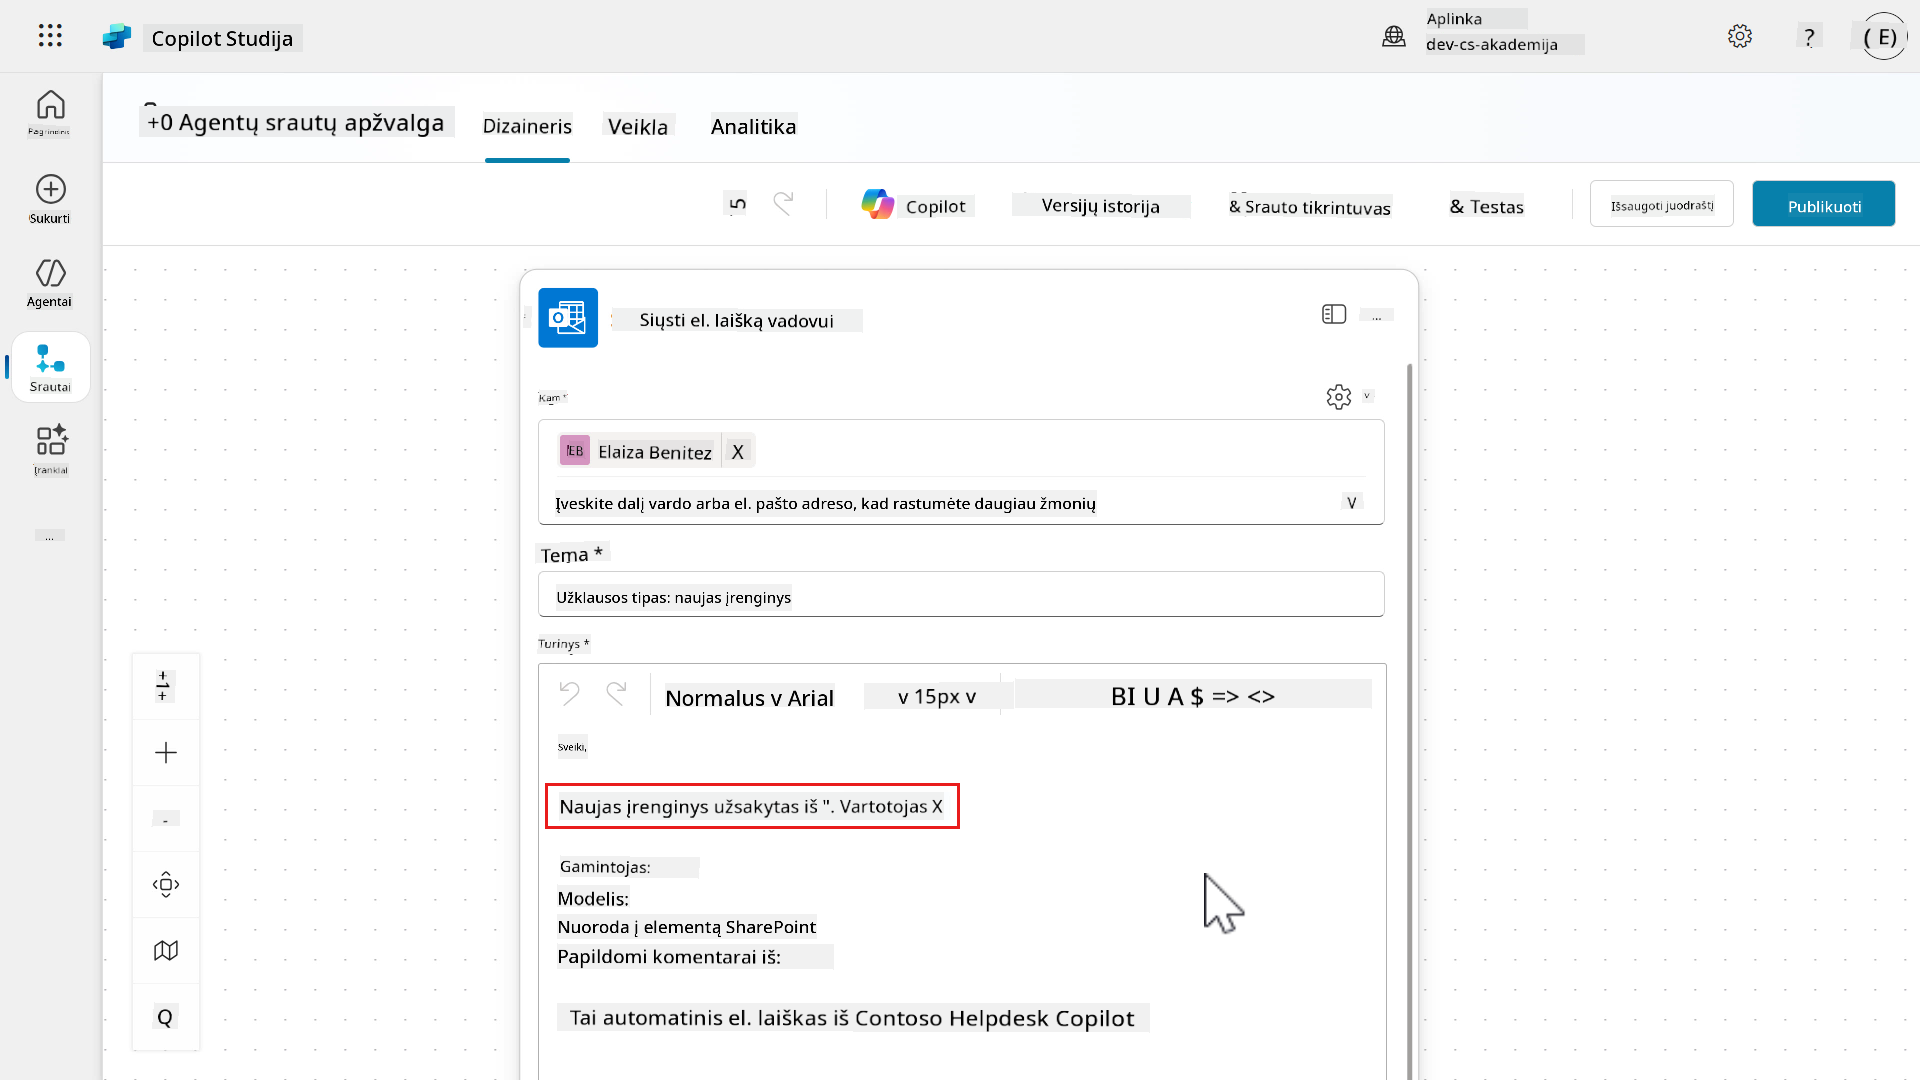 Copilot Studija
Aplinka
dev-cs-akademija
?
( E)
Pagrindinis
+0 Agentų srautų apžvalga
Dizaineris
Veikla
Analitika
Sukurti
Copilot
Versijų istorija
& Srauto tikrintuvas
& Testas
Išsaugoti juodraštį
Publikuoti
Agentai
Siųsti el. laišką vadovui
...
Srautai
Kam *
v
EB Elaiza Benitez X
Įrankiai
Įveskite dalį vardo arba el. pašto adreso, kad rastumėte daugiau žmonių V
...
Tema *
Užklausos tipas: naujas įrenginys
Turinys *
Normalus v Arial v 15px v BI U A $ => <>
Sveiki,
Naujas įrenginys užsakytas iš ". Vartotojas X
Gamintojas:
Modelis:
Nuoroda į elementą SharePoint
Papildomi komentarai iš:
Q
Tai automatinis el. laiškas iš Contoso Helpdesk Copilot